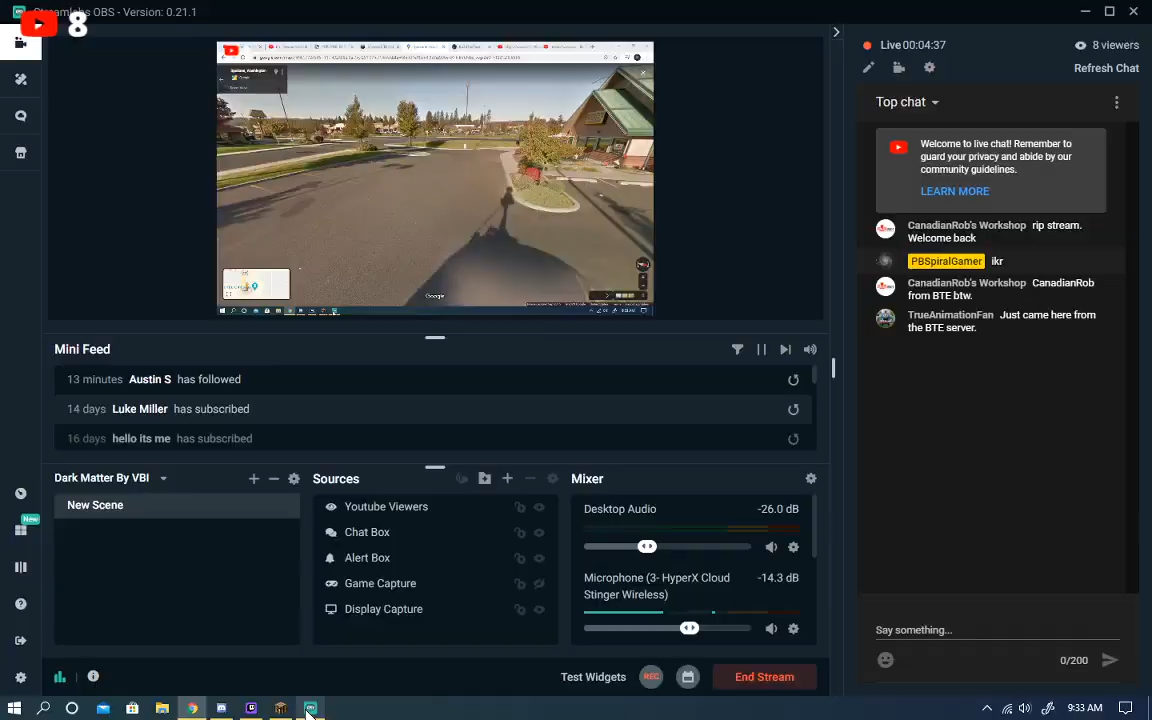 Streamlabs OBS - Version: 0.21.1
8
Live 00:04:37
8 viewers
Refresh Chat
Top chat
Welcome to live chat! Remember to
guard your privacy and abide by our
community guidelines.
LEARN MORE
CanadianRob's Workshop rip stream.
Welcome back
PBSpiralGamer ikr
CanadianRob's Workshop CanadianRob
from BTE btw.
TrueAnimationFan Just came here from
the BTE server.
Google
Mini Feed
13 minutes Austin S has followed
14 days Luke Miller has subscribed
16 days hello its me has subscribed
Dark Matter By VBI
New Scene
Sources
Youtube Viewers
Chat Box
Alert Box
Game Capture
Display Capture
Mixer
Desktop Audio -26.0 dB
Microphone (3- HyperX Cloud
Stinger Wireless) -14.3 dB
Say something...
0/200
New
Test Widgets
REC
End Stream
9:33 AM